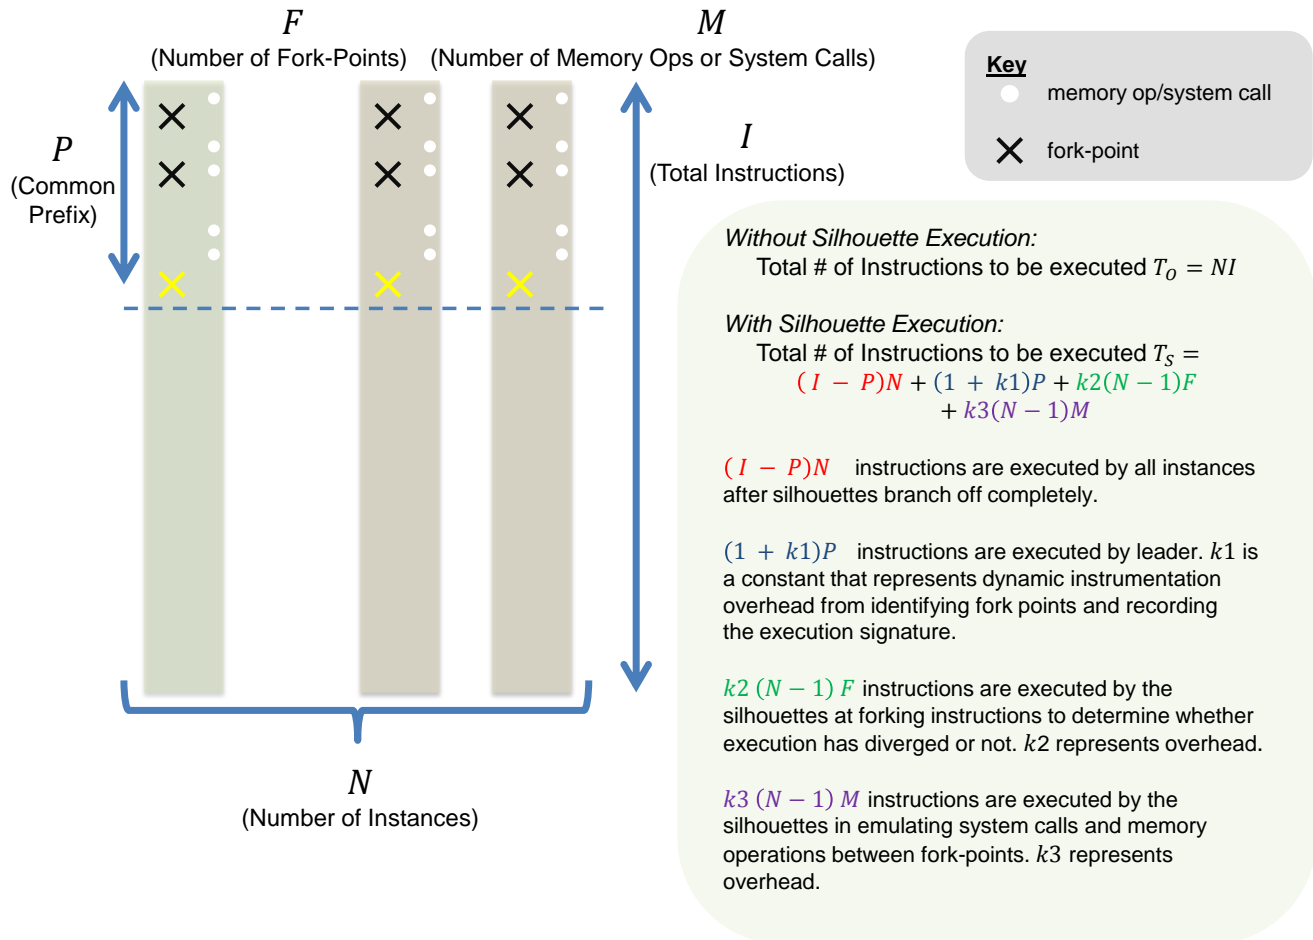 F
(Number of Fork-Points)
M
(Number of Memory Ops or System Calls)
P
(Common
Prefix)
I
(Total Instructions)
N
(Number of Instances)
Key
memory op/system call
fork-point
Without Silhouette Execution:
Total # of Instructions to be executed T_O = NI
With Silhouette Execution:
Total # of Instructions to be executed T_S =
(I − P)N + (1 + k1)P + k2(N − 1)F
+ k3(N − 1)M
(I − P)N instructions are executed by all instances
after silhouettes branch off completely.
(1 + k1)P instructions are executed by leader. k1 is
a constant that represents dynamic instrumentation
overhead from identifying fork points and recording
the execution signature.
k2 (N − 1) F instructions are executed by the
silhouettes at forking instructions to determine whether
execution has diverged or not. k2 represents overhead.
k3 (N − 1) M instructions are executed by the
silhouettes in emulating system calls and memory
operations between fork-points. k3 represents
overhead.